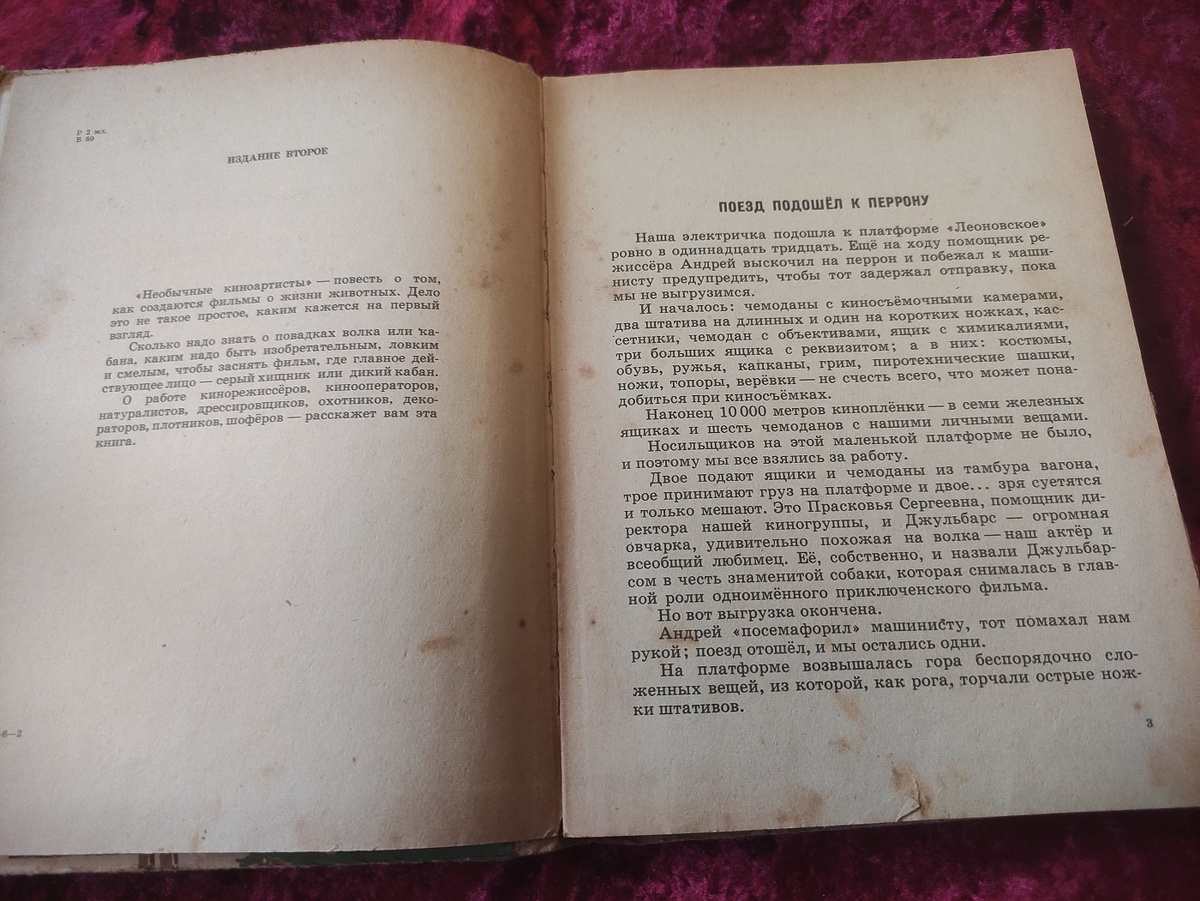 Р 2 мл.
Б 89
ИЗДАНИЕ ВТОРОЕ
«Необычные киноартисты» — повесть о том,
как создаются фильмы о жизни животных. Дело
это не такое простое, каким кажется на первый
взгляд.
Сколько надо знать о повадках волка или ка-
бана, каким надо быть изобретательным, ловким
и смелым, чтобы заснять фильм, где главное дей-
ствующее лицо — серый хищник или дикий кабан.
О работе кинорежиссёров, кинооператоров,
натуралистов, дрессировщиков, охотников, деко-
раторов, плотников, шофёров — расскажет вам эта
книга.
-6—2
ПОЕЗД ПОДОШЁЛ К ПЕРРОНУ
Наша электричка подошла к платформе «Леоновское»
ровно в одиннадцать тридцать. Ещё на ходу помощник ре-
жиссёра Андрей выскочил на перрон и побежал к маши-
нисту предупредить, чтобы тот задержал отправку, пока
мы не выгрузимся.
И началось: чемоданы с киносъёмочными камерами,
два штатива на длинных и один на коротких ножках, кас-
сетники, чемодан с объективами, ящик с химикалиями,
три больших ящика с реквизитом; а в них: костюмы,
обувь, ружья, капканы, грим, пиротехнические шашки,
ножи, топоры, верёвки — не счесть всего, что может пона-
добиться при киносъёмках.
Наконец 10 000 метров киноплёнки — в семи железных
ящиках и шесть чемоданов с нашими личными вещами.
Носильщиков на этой маленькой платформе не было,
и поэтому мы все взялись за работу.
Двое подают ящики и чемоданы из тамбура вагона,
трое принимают груз на платформе и двое... зря суетятся
и только мешают. Это Прасковья Сергеевна, помощник ди-
ректора нашей киногруппы, и Джульбарс — огромная
овчарка, удивительно похожая на волка — наш актёр и
всеобщий любимец. Её, собственно, и назвали Джульбар-
сом в честь знаменитой собаки, которая снималась в глав-
ной роли одноимённого приключенского фильма.
Но вот выгрузка окончена.
Андрей «посемафорил» машинисту, тот помахал нам
рукой; поезд отошёл, и мы остались одни.
На платформе возвышалась гора беспорядочно сло-
женных вещей, из которой, как рога, торчали острые нож-
ки штативов.
3